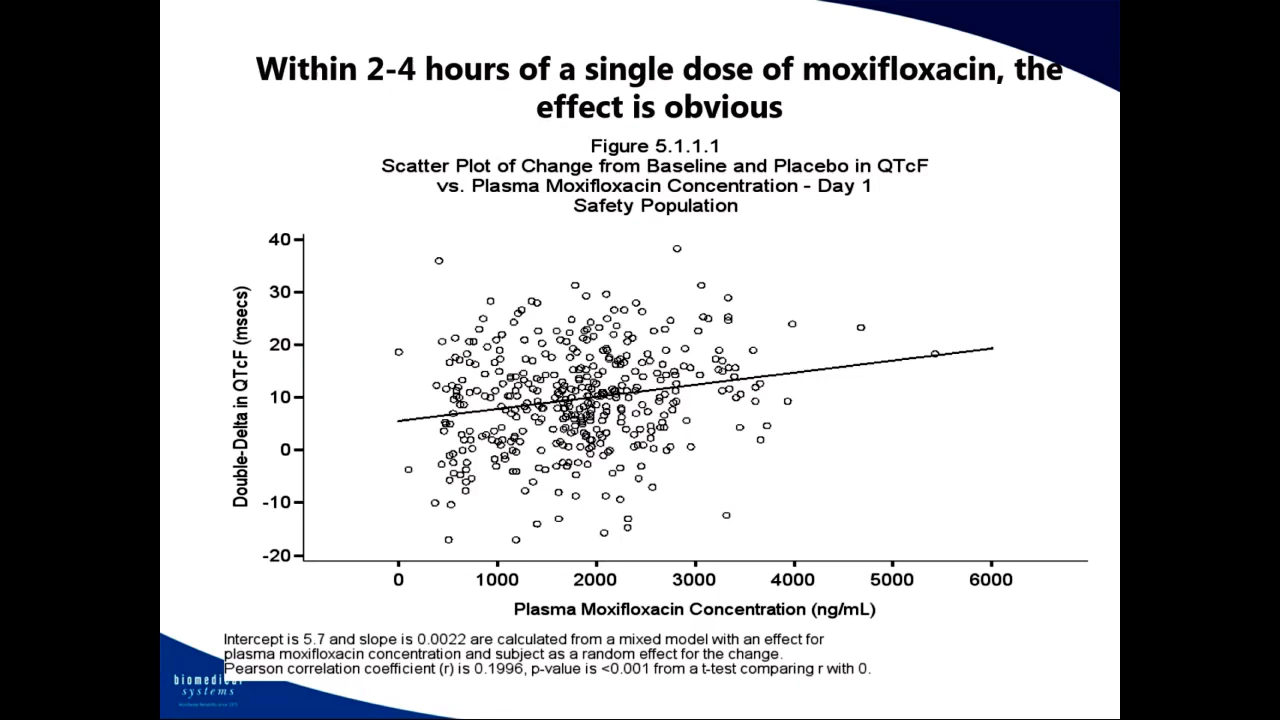 Within 2-4 hours of a single dose of moxifloxacin, the
effect is obvious
Figure 5.1.1.1
Scatter Plot of Change from Baseline and Placebo in QTcF
vs. Plasma Moxifloxacin Concentration - Day 1
Safety Population
Double-Delta in QTcF (msecs)
40
30
20
10
0
-10
-20
0 1000 2000 3000 4000 5000 6000
Plasma Moxifloxacin Concentration (ng/mL)
Intercept is 5.7 and slope is 0.0022 are calculated from a mixed model with an effect for
plasma moxifloxacin concentration and subject as a random effect for the change.
Pearson correlation coefficient (r) is 0.1996, p-value is <0.001 from a t-test comparing r with 0.
biomedical
systems